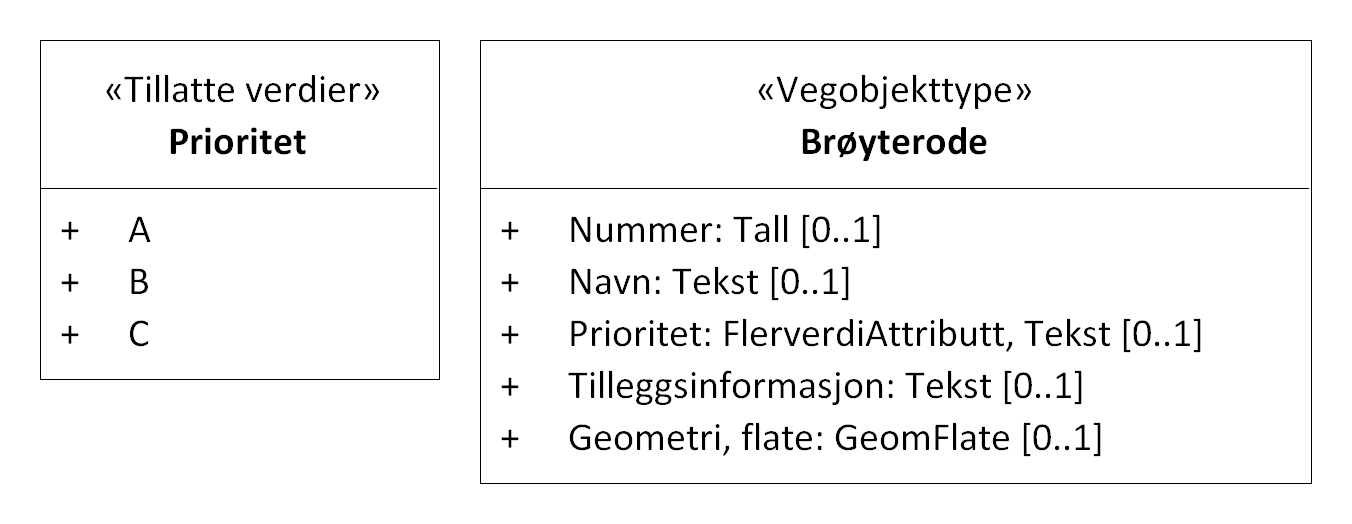 «Tillatte verdier»
Prioritet
+ A
+ B
+ C
«Vegobjekttype»
Brøyterode
+ Nummer: Tall [0..1]
+ Navn: Tekst [0..1]
+ Prioritet: FlerverdiAttributt, Tekst [0..1]
+ Tilleggsinformasjon: Tekst [0..1]
+ Geometri, flate: GeomFlate [0..1]